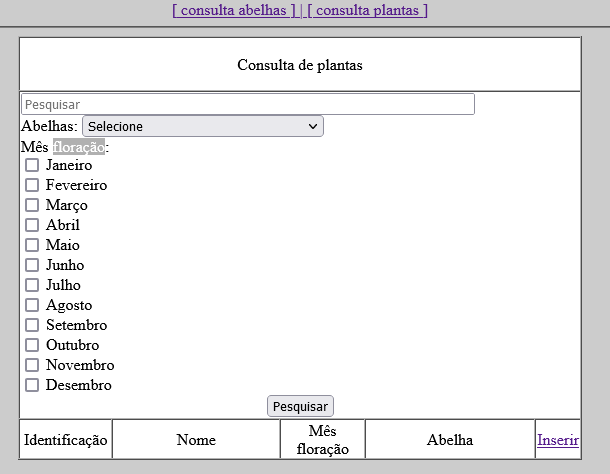 [ consulta abelhas ] | [ consulta plantas ]
Consulta de plantas
Pesquisar
Abelhas: Selecione
Mês floração:
Janeiro
Fevereiro
Março
Abril
Maio
Junho
Julho
Agosto
Setembro
Outubro
Novembro
Desembro
Pesquisar
Identificação Nome Mês floração Abelha Inserir